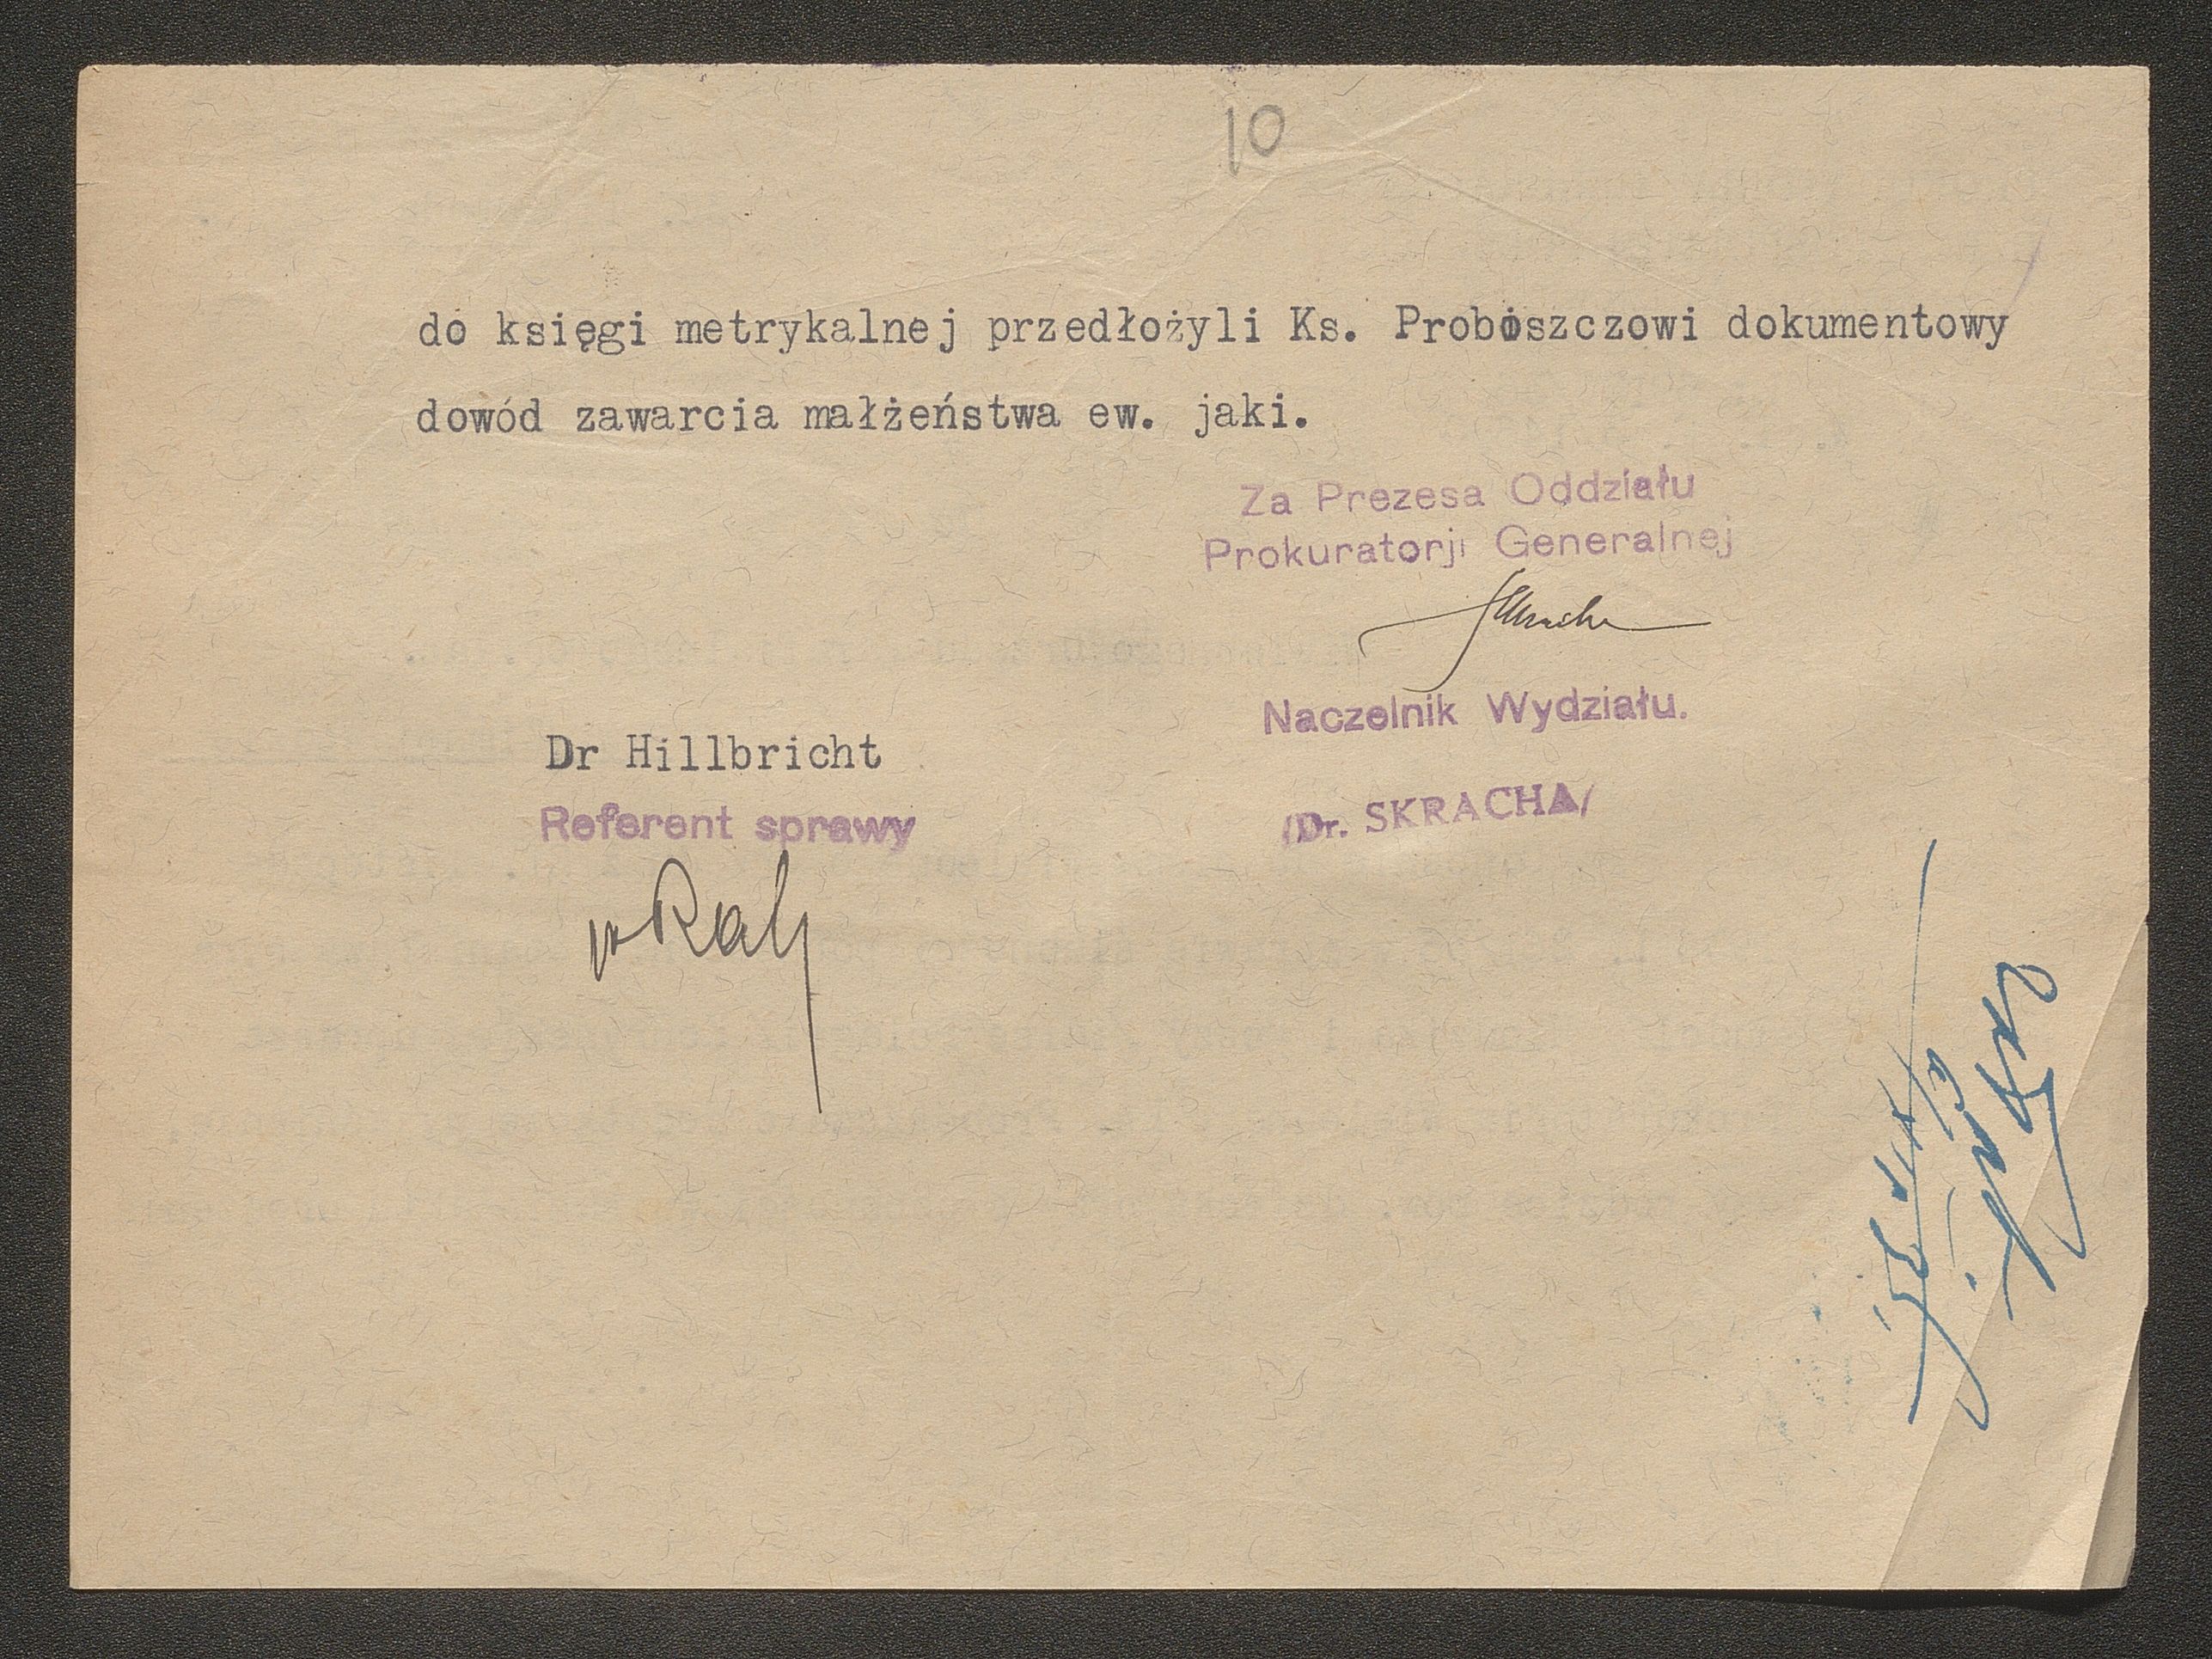 10
do księgi metrykalnej przedłożyli Ks. Proboszczowi dokumentowy
dowód zawarcia małżeństwa ew. jaki.
Za Prezesa Oddziału
Prokuratorji Generalnej
Naczelnik Wydziału.
Dr Hillbricht
Referent sprawy
/Dr. SKRACHA/